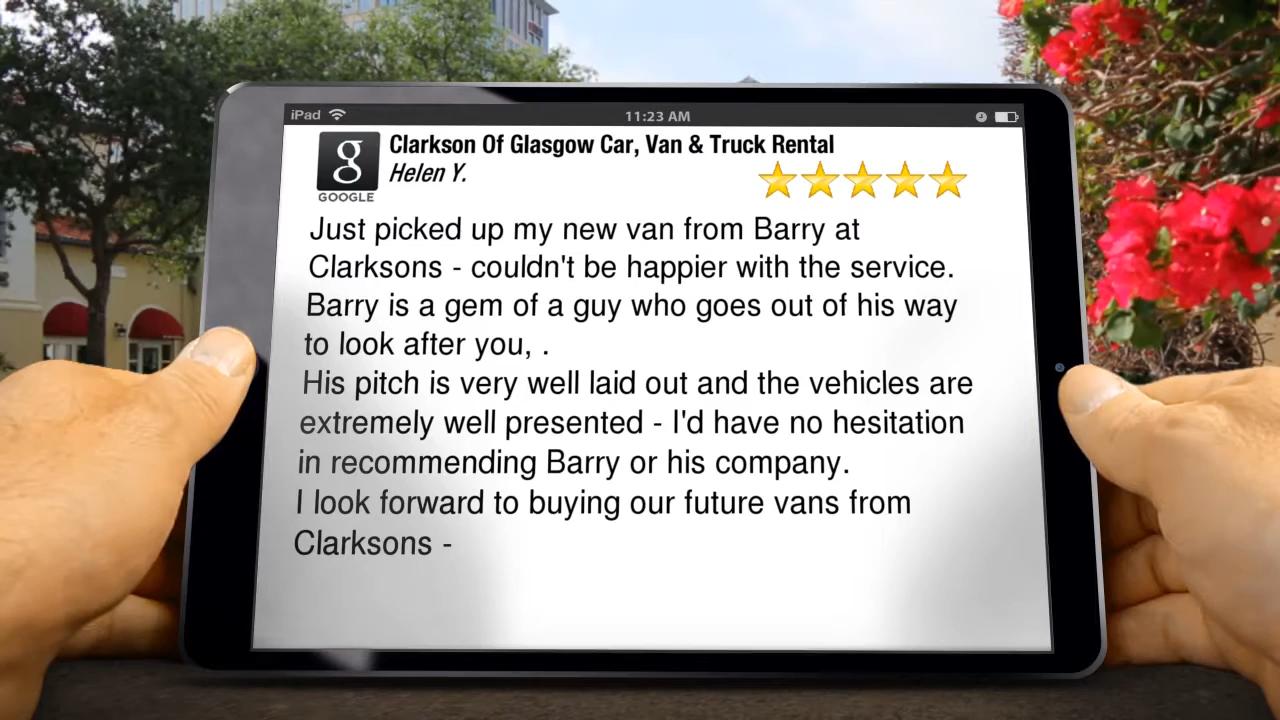 iPad 11:23 AM
g
GOOGLE
Clarkson Of Glasgow Car, Van & Truck Rental
Helen Y.
Just picked up my new van from Barry at
Clarksons - couldn't be happier with the service.
Barry is a gem of a guy who goes out of his way
to look after you, .
His pitch is very well laid out and the vehicles are
extremely well presented - I'd have no hesitation
in recommending Barry or his company.
I look forward to buying our future vans from
Clarksons -